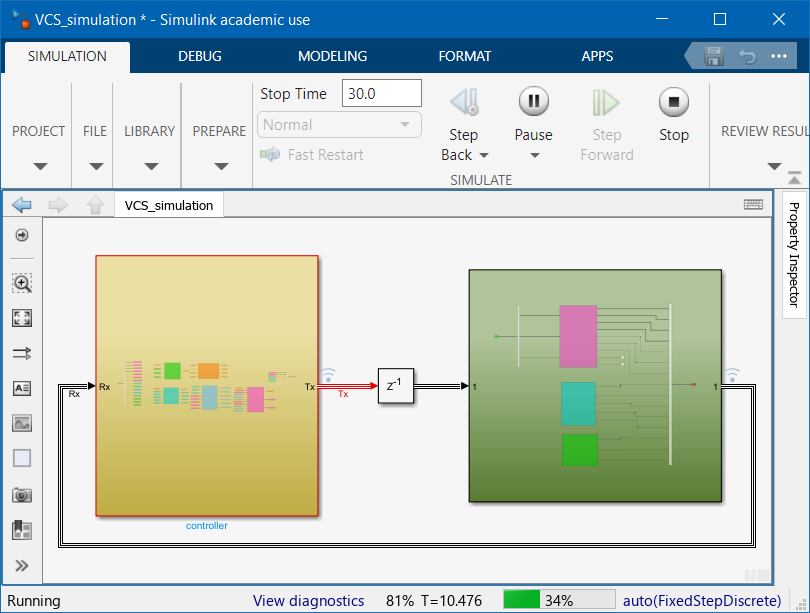 VCS_simulation * - Simulink academic use
SIMULATION DEBUG MODELING FORMAT APPS
PROJECT FILE LIBRARY PREPARE
Stop Time 30.0
Normal
Fast Restart
Step Back
Pause
Step Forward
Stop
SIMULATE
REVIEW RESUL
VCS_simulation
Property Inspector
Rx
Rx
Tx
Tx
z-1
1
1
controller
Running View diagnostics 81% T=10.476 34% auto(FixedStepDiscrete)